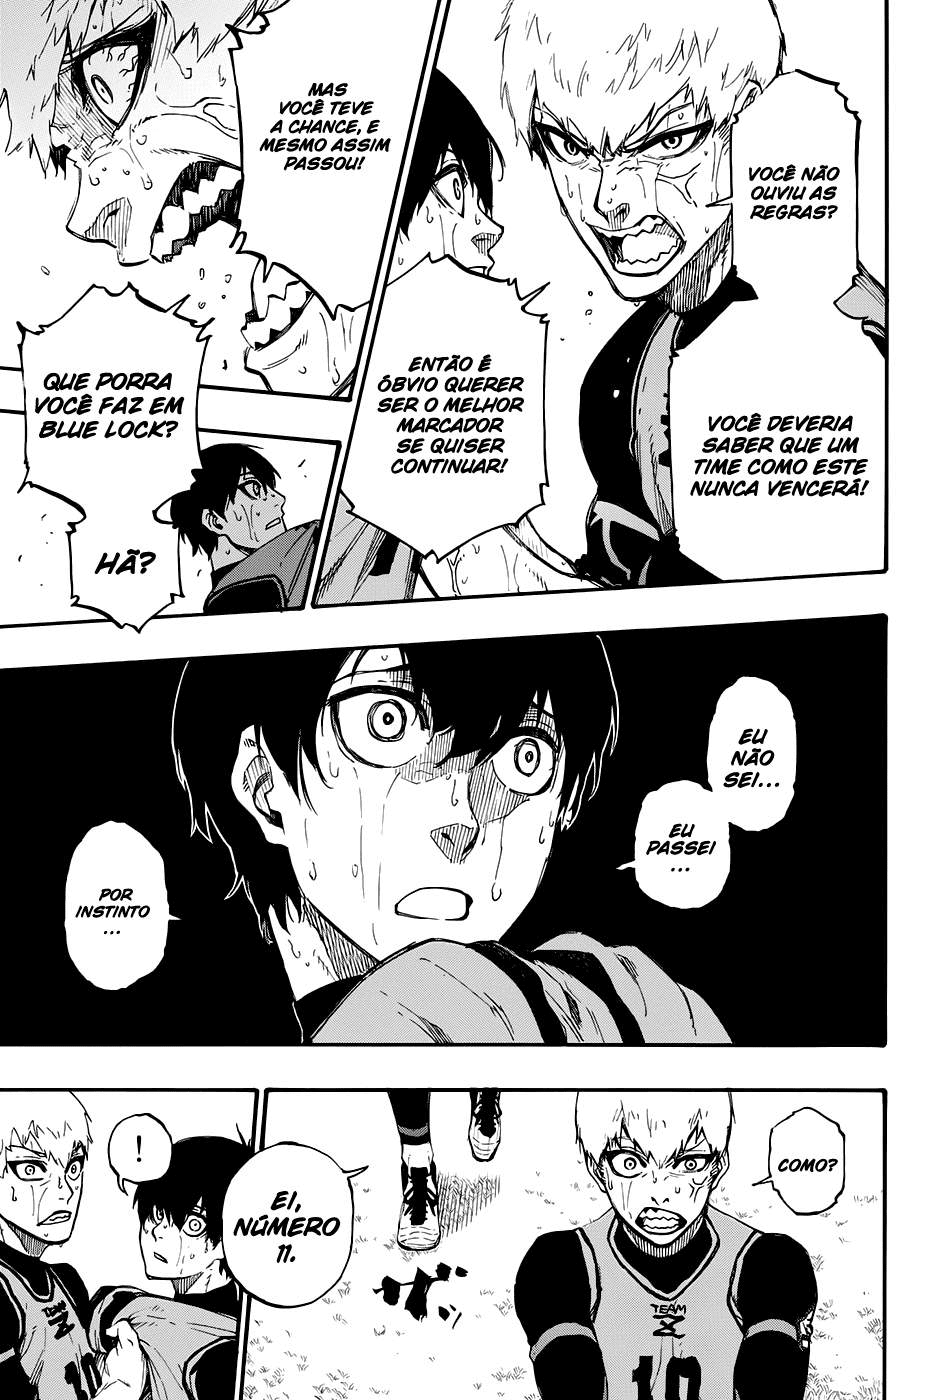 VOCÊ NÃO
OUVIU AS
REGRAS?
VOCÊ DEVERIA
SABER QUE UM
TIME COMO ESTE
NUNCA VENCERÁ!
ENTÃO É
ÓBVIO QUERER
SER O MELHOR
MARCADOR
SE QUISER
CONTINUAR!
MAS
VOCÊ TEVE
A CHANCE, E
MESMO ASSIM
PASSOU!
QUE PORRA
VOCÊ FAZ EM
BLUE LOCK?
HÃ?
EU
NÃO
SEI...
EU
PASSEI
...
POR
INSTINTO
...
COMO?
TEAM
Z
10
EI,
NÚMERO
11.
!
TEAM
Z
10